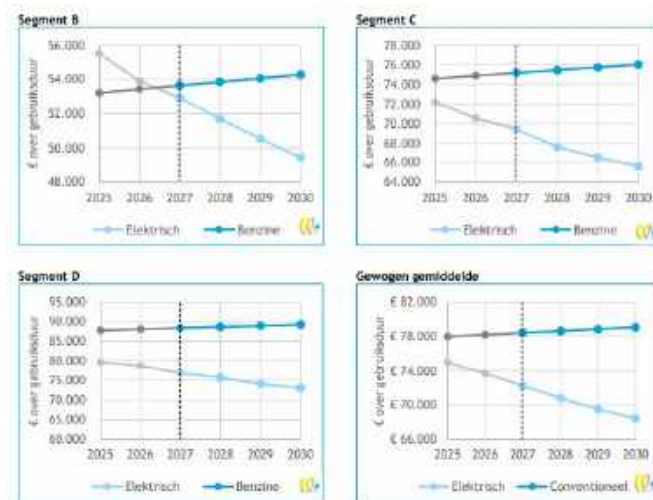 Segment B
€ over gebruiksduur
56.000
54.000
52.000
50.000
48.000
2025 2026 2027 2028 2029 2030
Elektrisch Benzine
Segment C
€ over gebruiksduur
78.000
76.000
74.000
72.000
70.000
68.000
66.000
64.000
2025 2026 2027 2028 2029 2030
Elektrisch Benzine
Segment D
€ over gebruiksduur
95.000
90.000
85.000
80.000
75.000
70.000
65.000
60.000
2025 2026 2027 2028 2029 2030
Elektrisch Benzine
Gewogen gemiddelde
€ over gebruiksduur
€ 82.000
€ 78.000
€ 74.000
€ 70.000
€ 66.000
2025 2026 2027 2028 2029 2030
Elektrisch Conventioneel